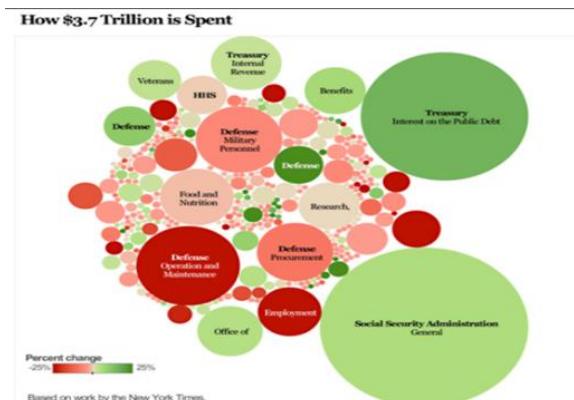 How $3.7 Trillion is Spent
Treasury
Internal
Revenue
Veterans
HHS
Benefits
Treasury
Interest on the Public Debt
Defense
Defense
Military
Personnel
Defense
Food and
Nutrition
Research,
Defense
Operation and
Maintenance
Defense
Procurement
Employment
Office of
Social Security Administration
General
Percent change
-25%
25%
Based on work by the New York Times.